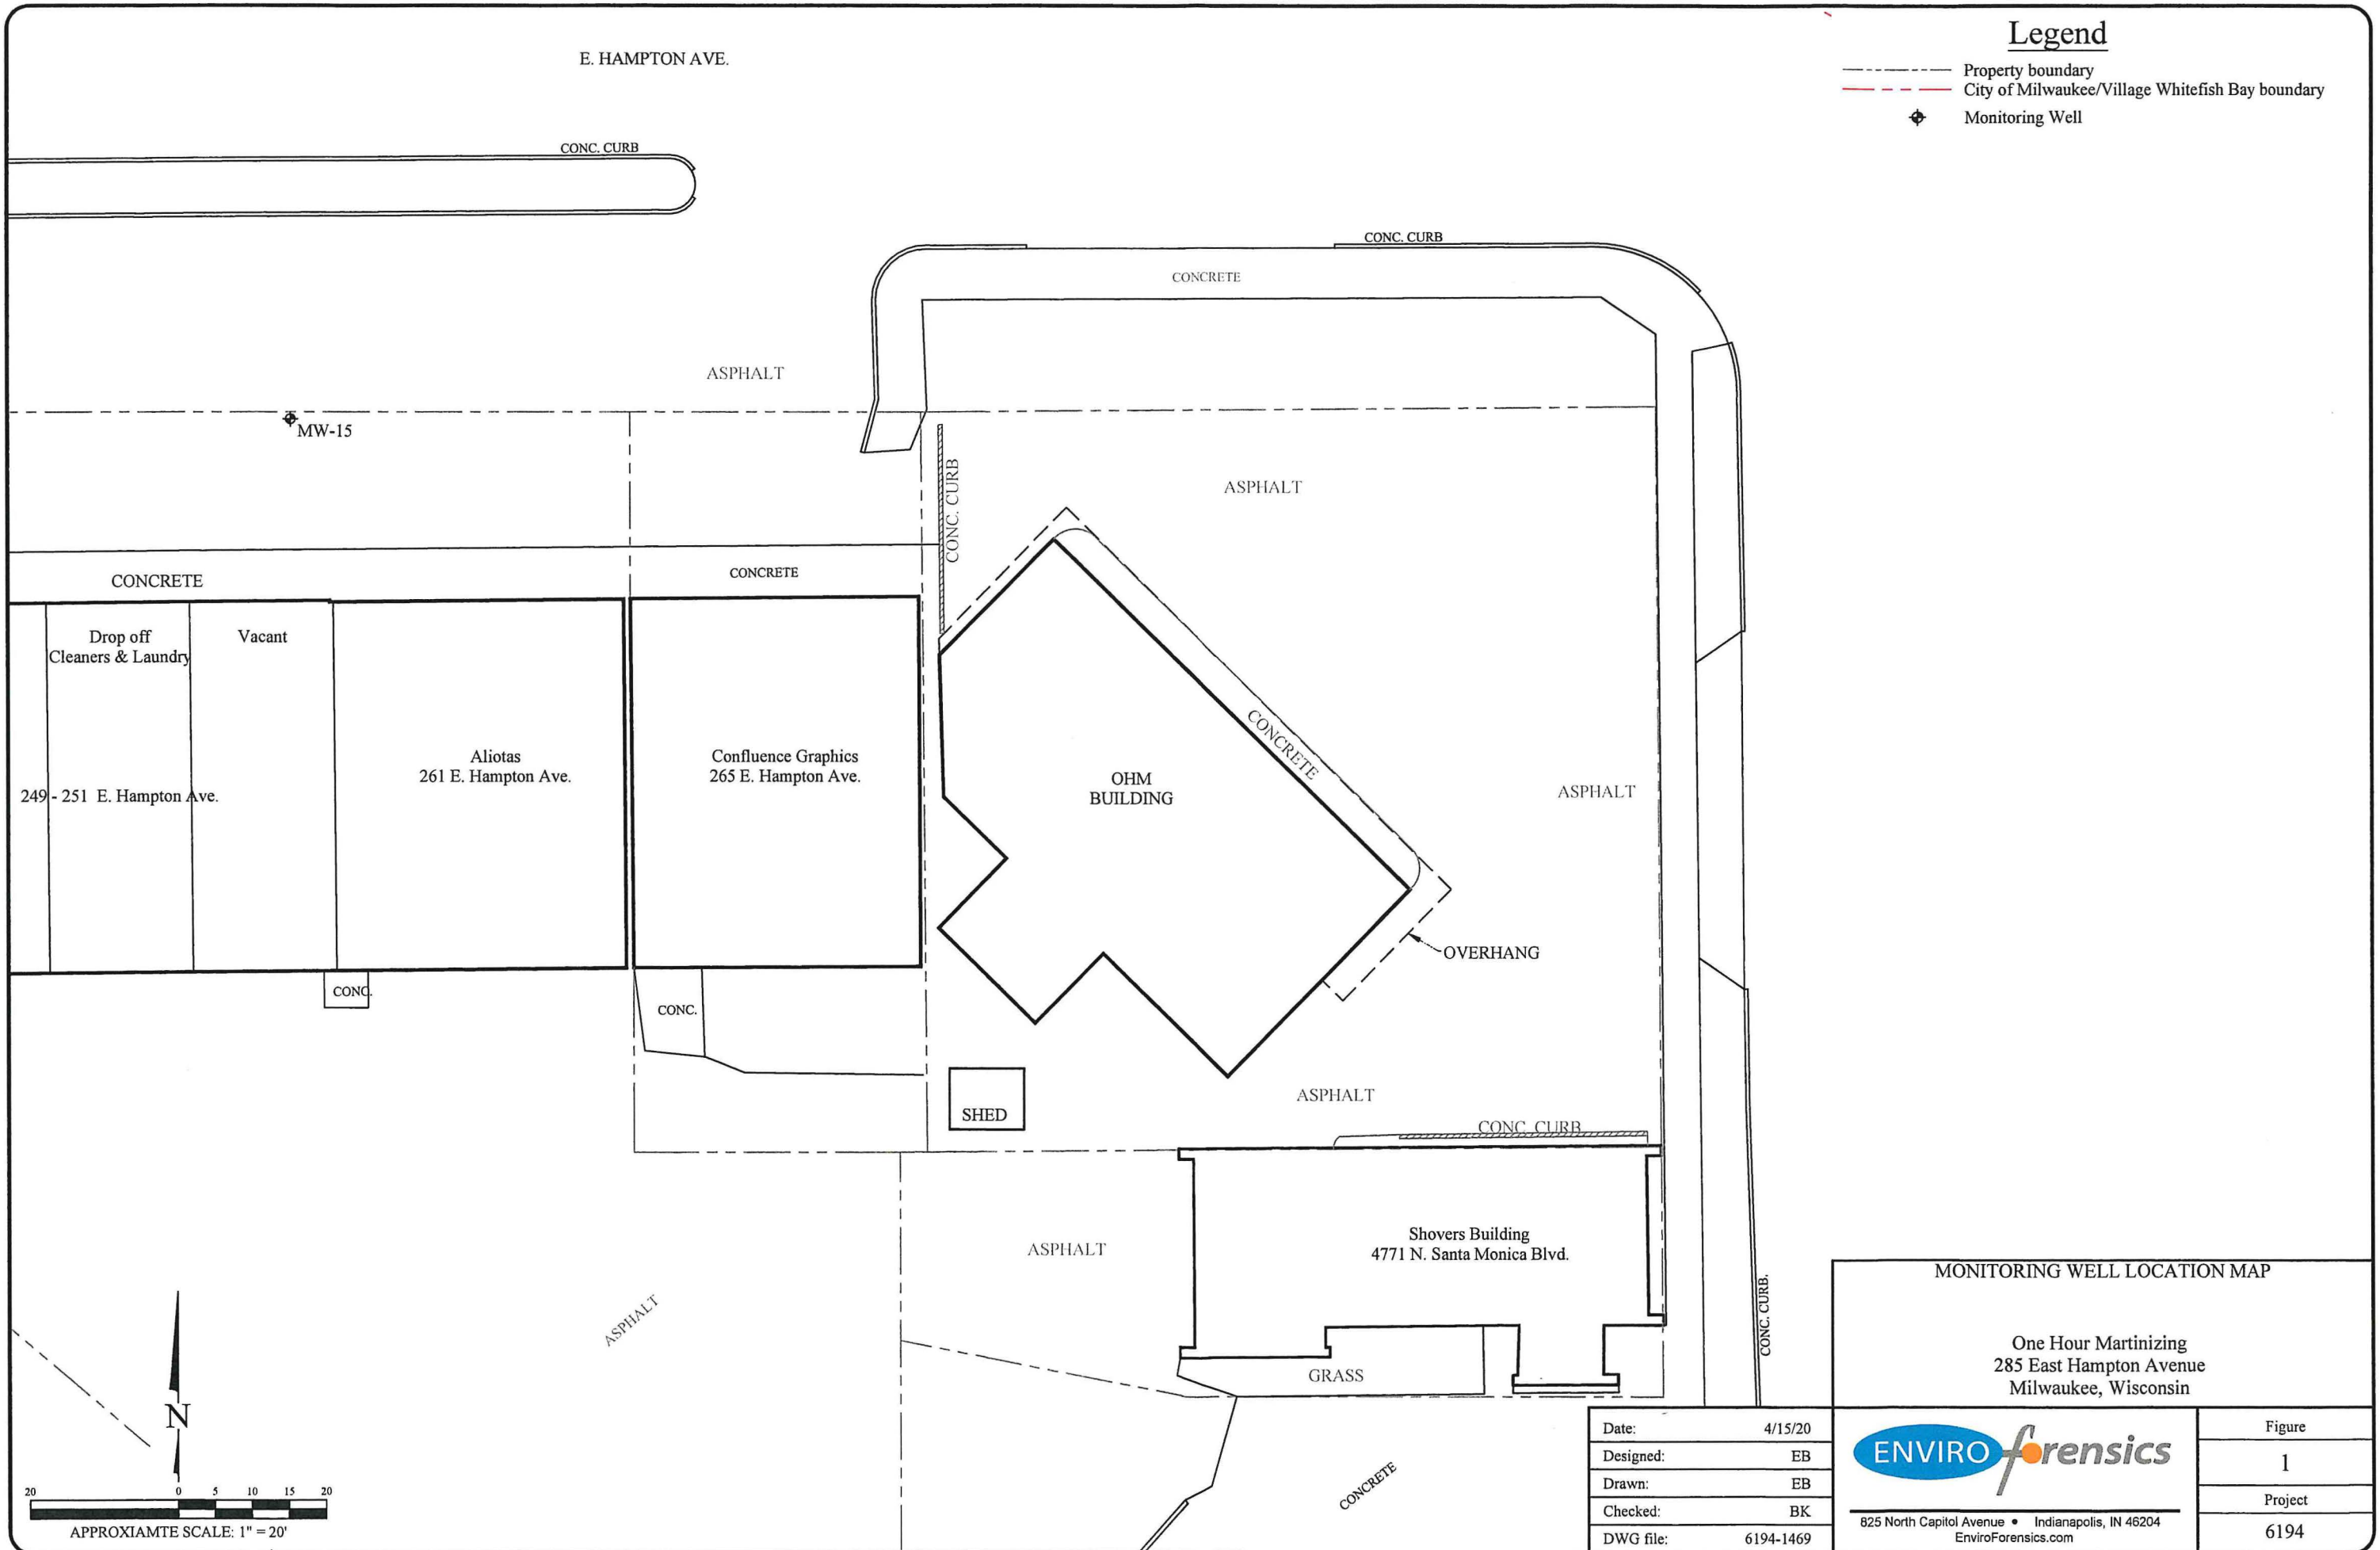 E. HAMPTON AVE.
Legend
Property boundary
City of Milwaukee/Village Whitefish Bay boundary
Monitoring Well
CONC. CURB
CONC. CURB
CONCRETE
ASPHALT
MW-15
CONC. CURB
ASPHALT
CONCRETE
CONCRETE
Drop off
Cleaners & Laundry
Vacant
249 - 251 E. Hampton Ave.
Aliotas
261 E. Hampton Ave.
Confluence Graphics
265 E. Hampton Ave.
OHM
BUILDING
CONCRETE
ASPHALT
OVERHANG
CONC.
CONC.
SHED
ASPHALT
CONC. CURB
ASPHALT
Shovers Building
4771 N. Santa Monica Blvd.
GRASS
ASPHALT
CONC. CURB.
CONCRETE
N
20 0 5 10 15 20
APPROXIAMTE SCALE: 1" = 20'
MONITORING WELL LOCATION MAP
One Hour Martinizing
285 East Hampton Avenue
Milwaukee, Wisconsin
Date: 4/15/20
Designed: EB
Drawn: EB
Checked: BK
DWG file: 6194-1469
ENVIRO forensics
825 North Capitol Avenue • Indianapolis, IN 46204
EnviroForensics.com
Figure
1
Project
6194